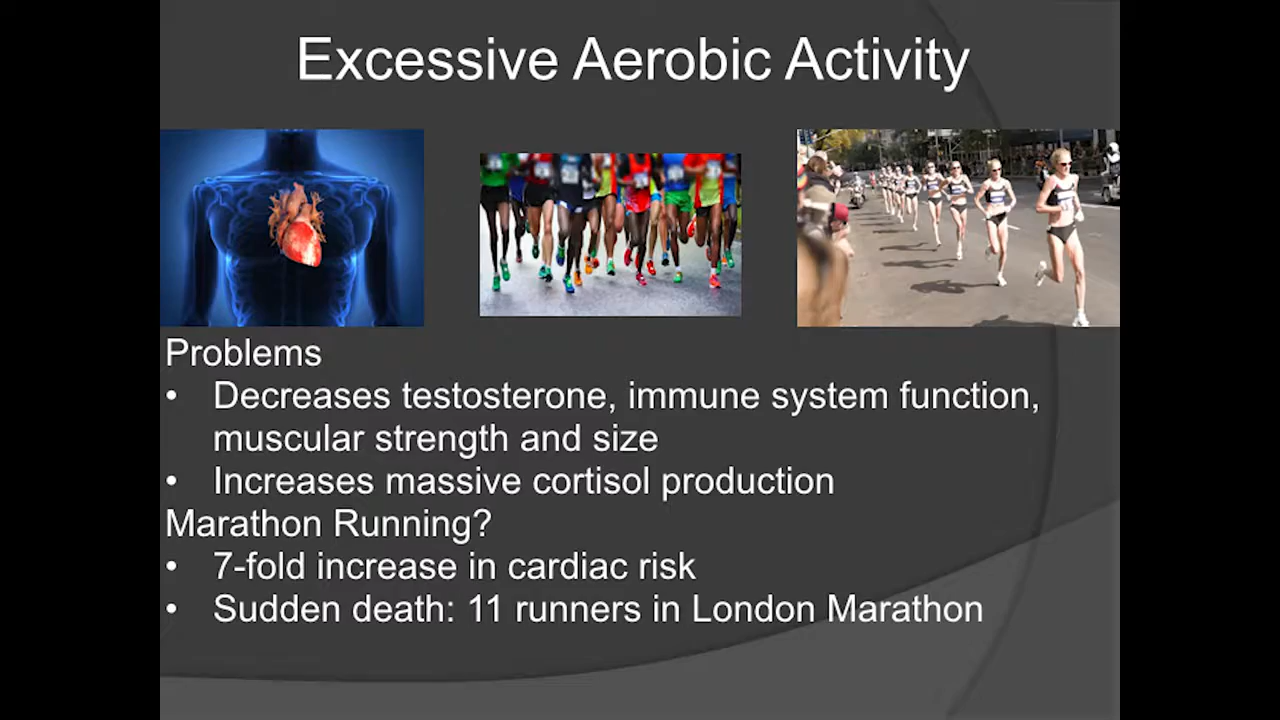 Excessive Aerobic Activity
Problems
• Decreases testosterone, immune system function,
muscular strength and size
• Increases massive cortisol production
Marathon Running?
• 7-fold increase in cardiac risk
• Sudden death: 11 runners in London Marathon